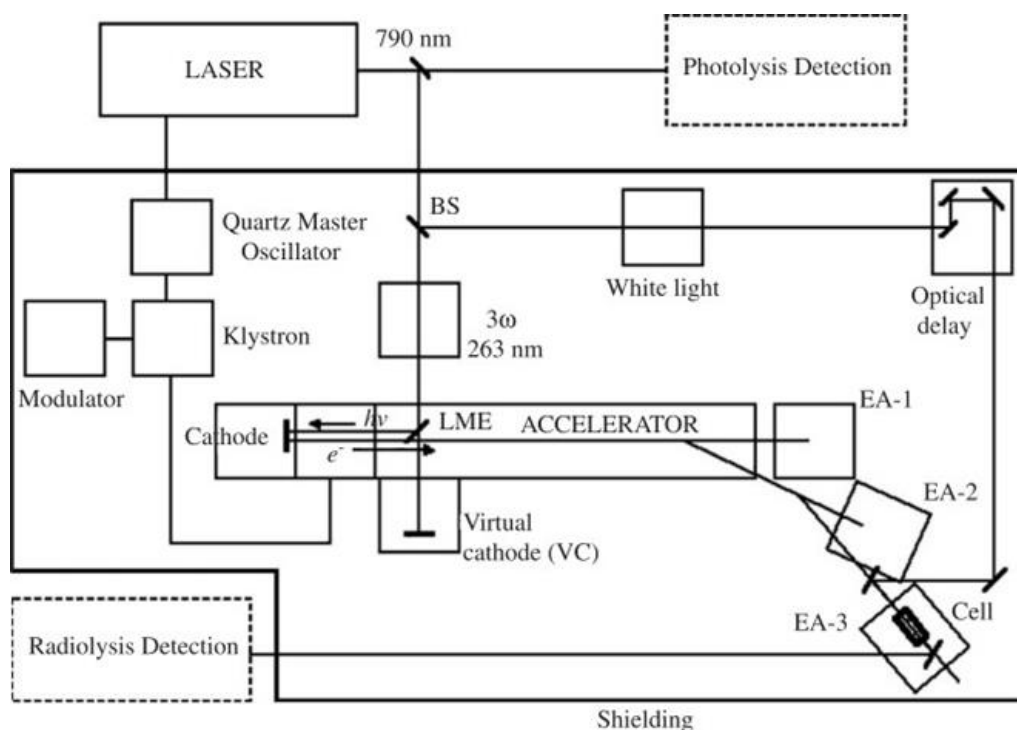 790 nm
LASER
Photolysis Detection
BS
Quartz Master
Oscillator
White light
Optical
delay
3ω
263 nm
Klystron
Modulator
EA-1
hν
LME
ACCELERATOR
Cathode
e-
EA-2
Virtual
cathode (VC)
Cell
EA-3
Radiolysis Detection
Shielding